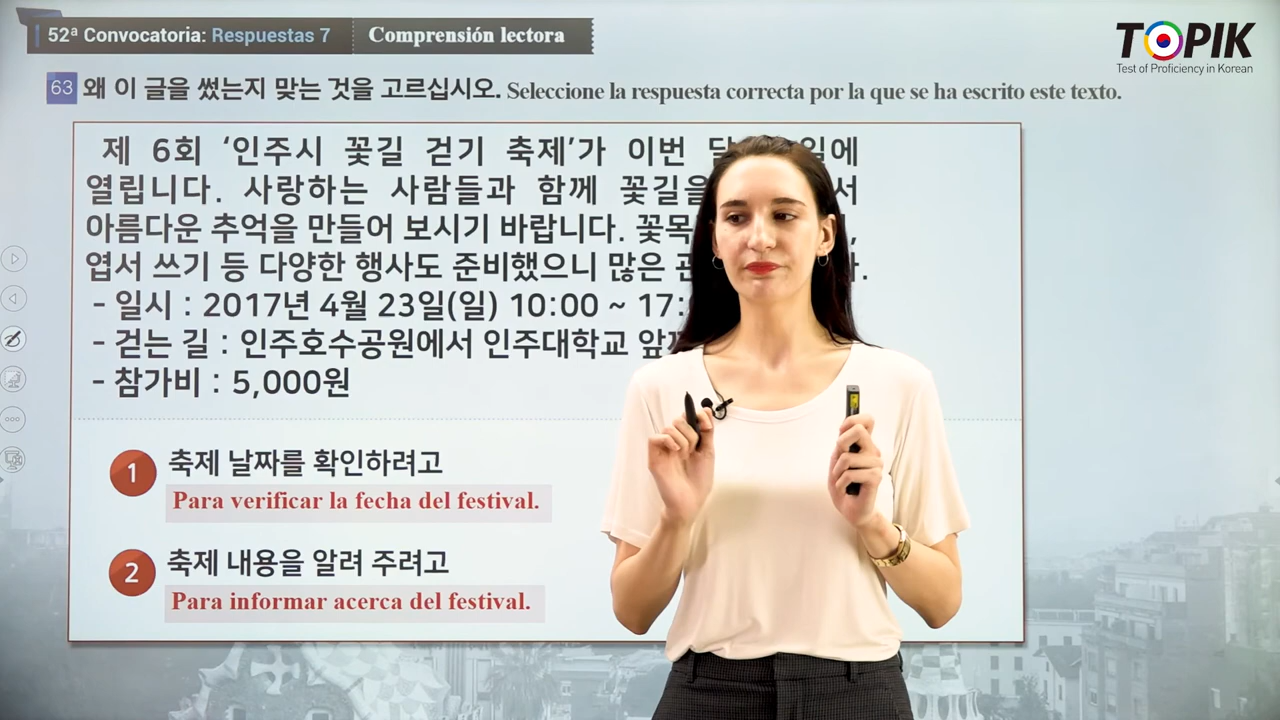 52ª Convocatoria: Respuestas 7
Comprensión lectora
TOPIK
Test of Proficiency in Korean
63 왜 이 글을 썼는지 맞는 것을 고르십시오. Seleccione la respuesta correcta por la que se ha escrito este texto.
제 6회 ‘인주시 꽃길 걷기 축제’가 이번
열립니다. 사랑하는 사람들과 함께 꽃길을
아름다운 추억을 만들어 보시기 바랍니다.
엽서 쓰기 등 다양한 행사도 준비했으니 많은
- 일시 : 2017년 4월 23일(일) 10:00 ~
- 걷는 길 : 인주호수공원에서 인주대학교
- 참가비 : 5,000원
1 축제 날짜를 확인하려고
Para verificar la fecha del festival.
2 축제 내용을 알려 주려고
Para informar acerca del festival.